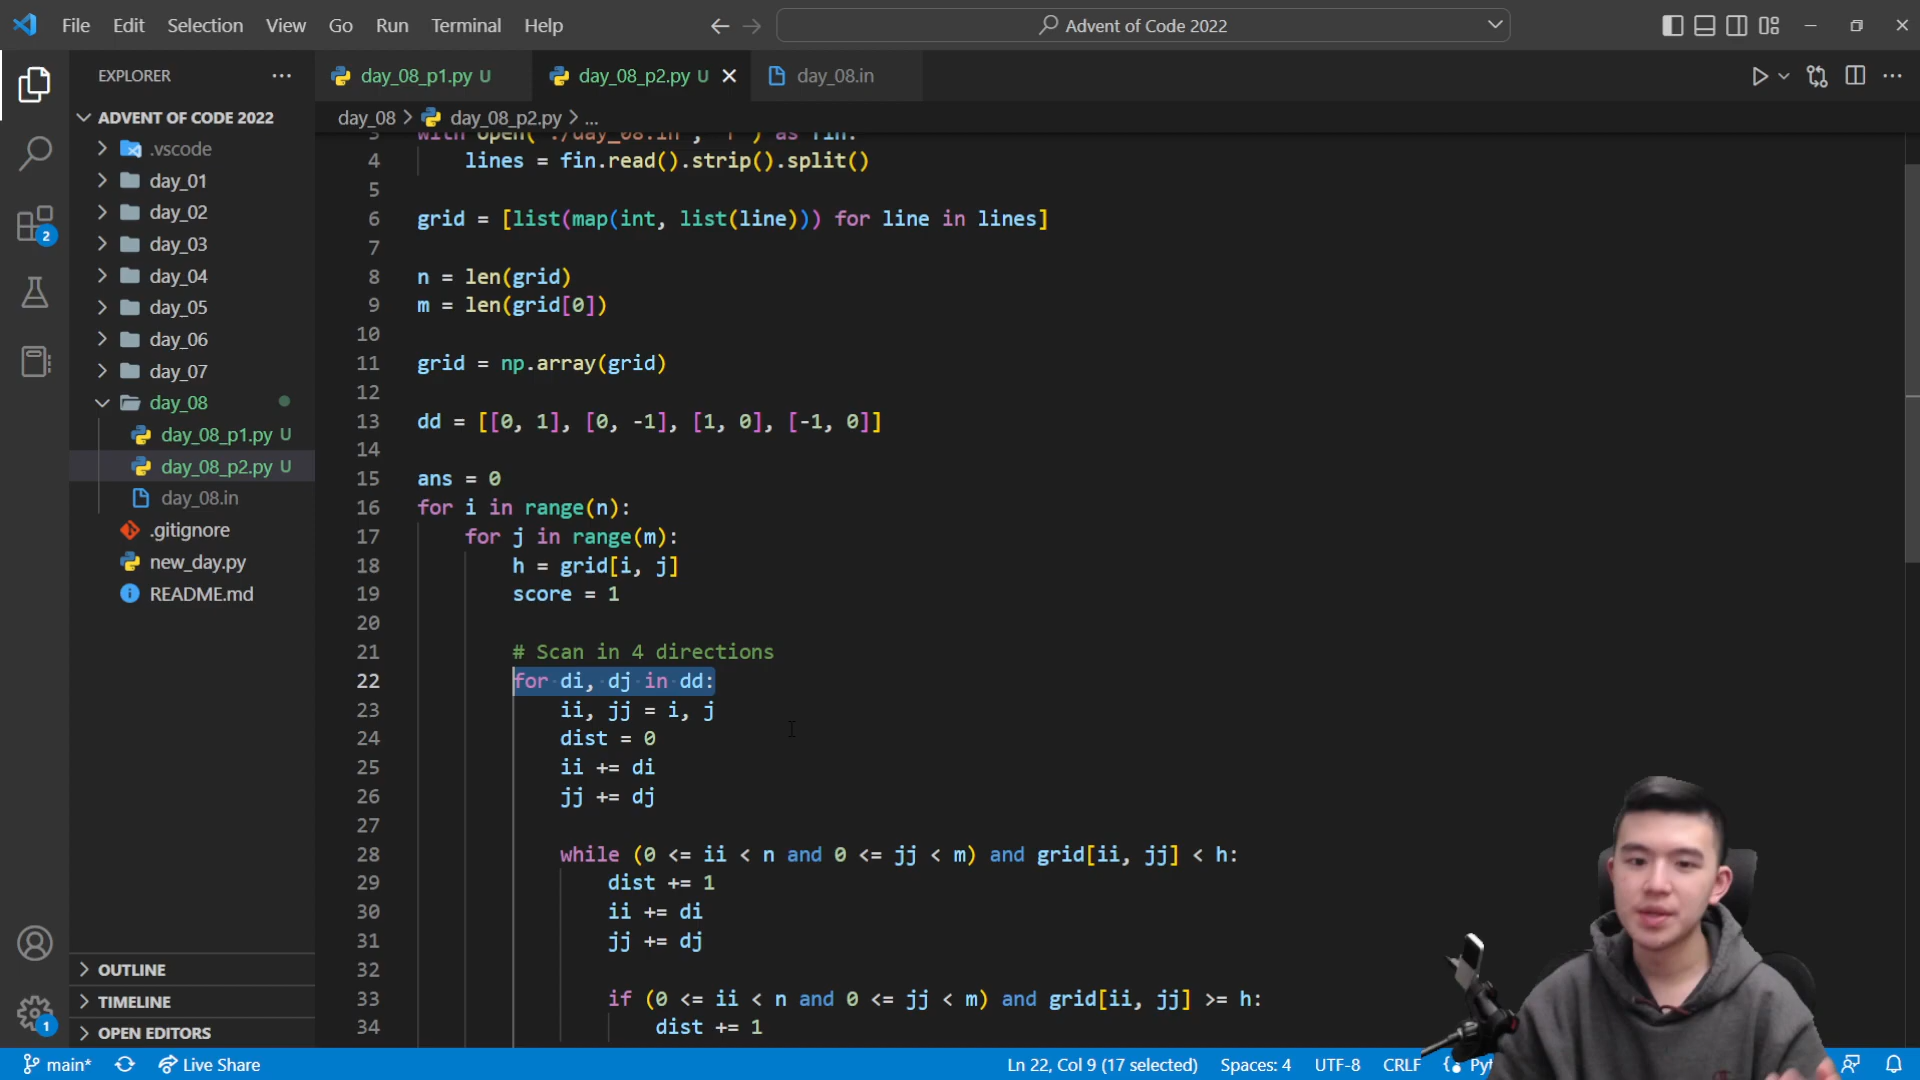 File Edit Selection View Go Run Terminal Help
Advent of Code 2022
EXPLORER
day_08_p1.py U
day_08_p2.py U
day_08.in
ADVENT OF CODE 2022
.vscode
day_01
day_02
day_03
day_04
day_05
day_06
day_07
day_08
day_08_p1.py U
day_08_p2.py U
day_08.in
.gitignore
new_day.py
README.md
OUTLINE
TIMELINE
OPEN EDITORS
2
1
day_08 > day_08_p2.py > ...
3 with open("./day_08.in", "r") as fin:
4 lines = fin.read().strip().split()
5
6 grid = [list(map(int, list(line))) for line in lines]
7
8 n = len(grid)
9 m = len(grid[0])
10
11 grid = np.array(grid)
12
13 dd = [[0, 1], [0, -1], [1, 0], [-1, 0]]
14
15 ans = 0
16 for i in range(n):
17 for j in range(m):
18 h = grid[i, j]
19 score = 1
20
21 # Scan in 4 directions
22 for di, dj in dd:
23 ii, jj = i, j
24 dist = 0
25 ii += di
26 jj += dj
27
28 while (0 <= ii < n and 0 <= jj < m) and grid[ii, jj] < h:
29 dist += 1
30 ii += di
31 jj += dj
32
33 if (0 <= ii < n and 0 <= jj < m) and grid[ii, jj] >= h:
34 dist += 1
main* Live Share Ln 22, Col 9 (17 selected) Spaces: 4 UTF-8 CRLF Pyt